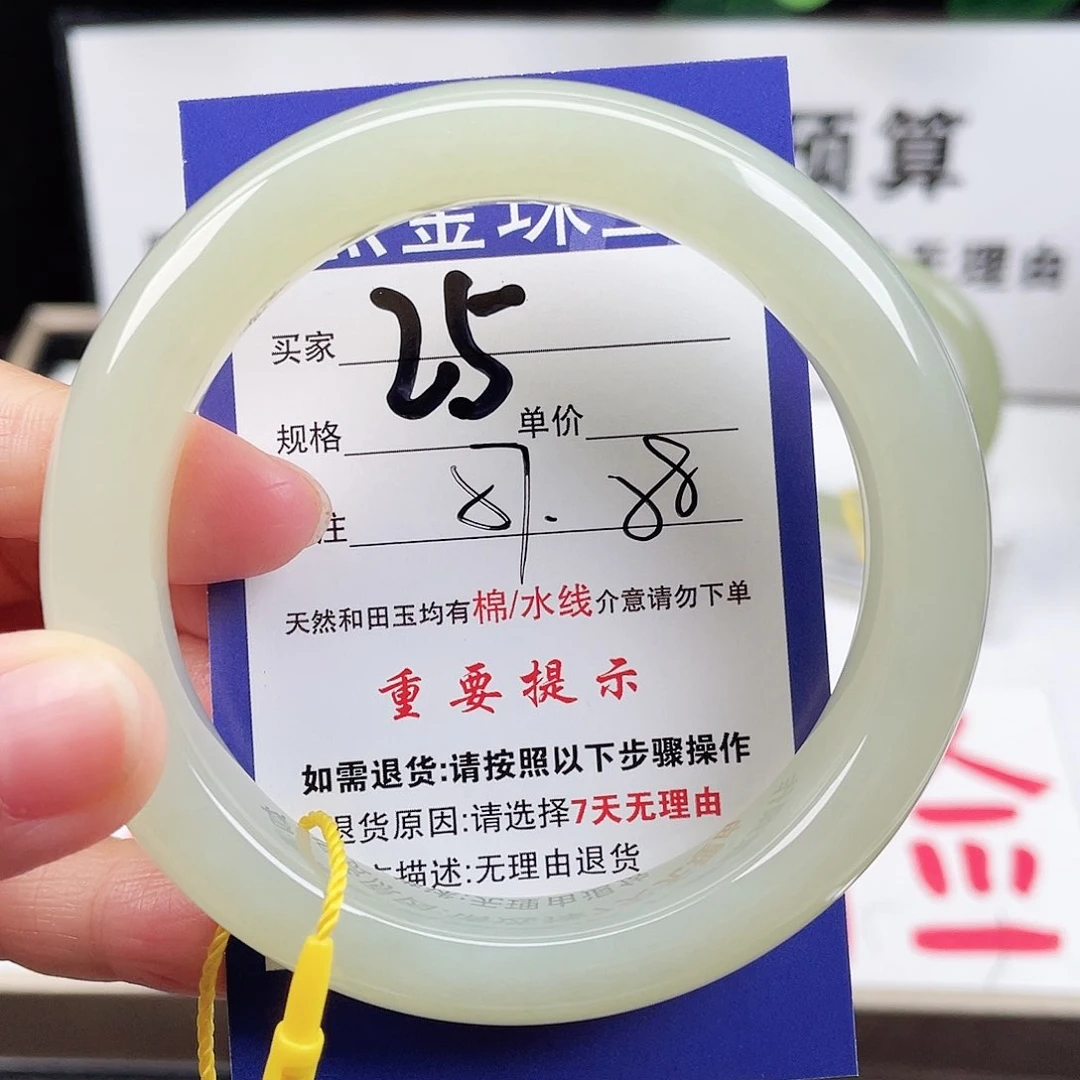 预算
无理由
金珠
买家 25
规格 单价
注 87.88
天然和田玉均有棉/水线介意请勿下单
重要提示
如需退货:请按照以下步骤操作
退货原因:请选择7天无理由
描述:无理由退货